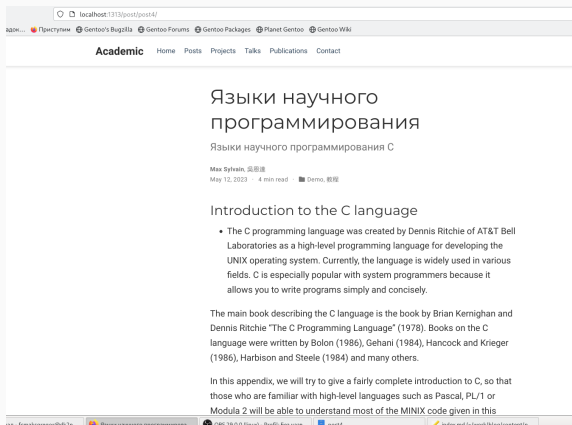 localhost:1313/post/post4/
Приступим Gentoo's Bugzilla Gentoo Forums Gentoo Packages Planet Gentoo Gentoo Wiki
Academic Home Posts Projects Talks Publications Contact
Языки научного
программирования
Языки научного программирования C
Max Sylvain, 吳恩達
May 12, 2023 · 4 min read · Demo, 教程
Introduction to the C language
• The C programming language was created by Dennis Ritchie of AT&T Bell
Laboratories as a high-level programming language for developing the
UNIX operating system. Currently, the language is widely used in various
fields. C is especially popular with system programmers because it
allows you to write programs simply and concisely.
The main book describing the C language is the book by Brian Kernighan and
Dennis Ritchie “The C Programming Language” (1978). Books on the C
language were written by Bolon (1986), Gehani (1984), Hancock and Krieger
(1986), Harbison and Steele (1984) and many others.
In this appendix, we will try to give a fairly complete introduction to C, so that
those who are familiar with high-level languages such as Pascal, PL/1 or
Modula 2 will be able to understand most of the MINIX code given in this